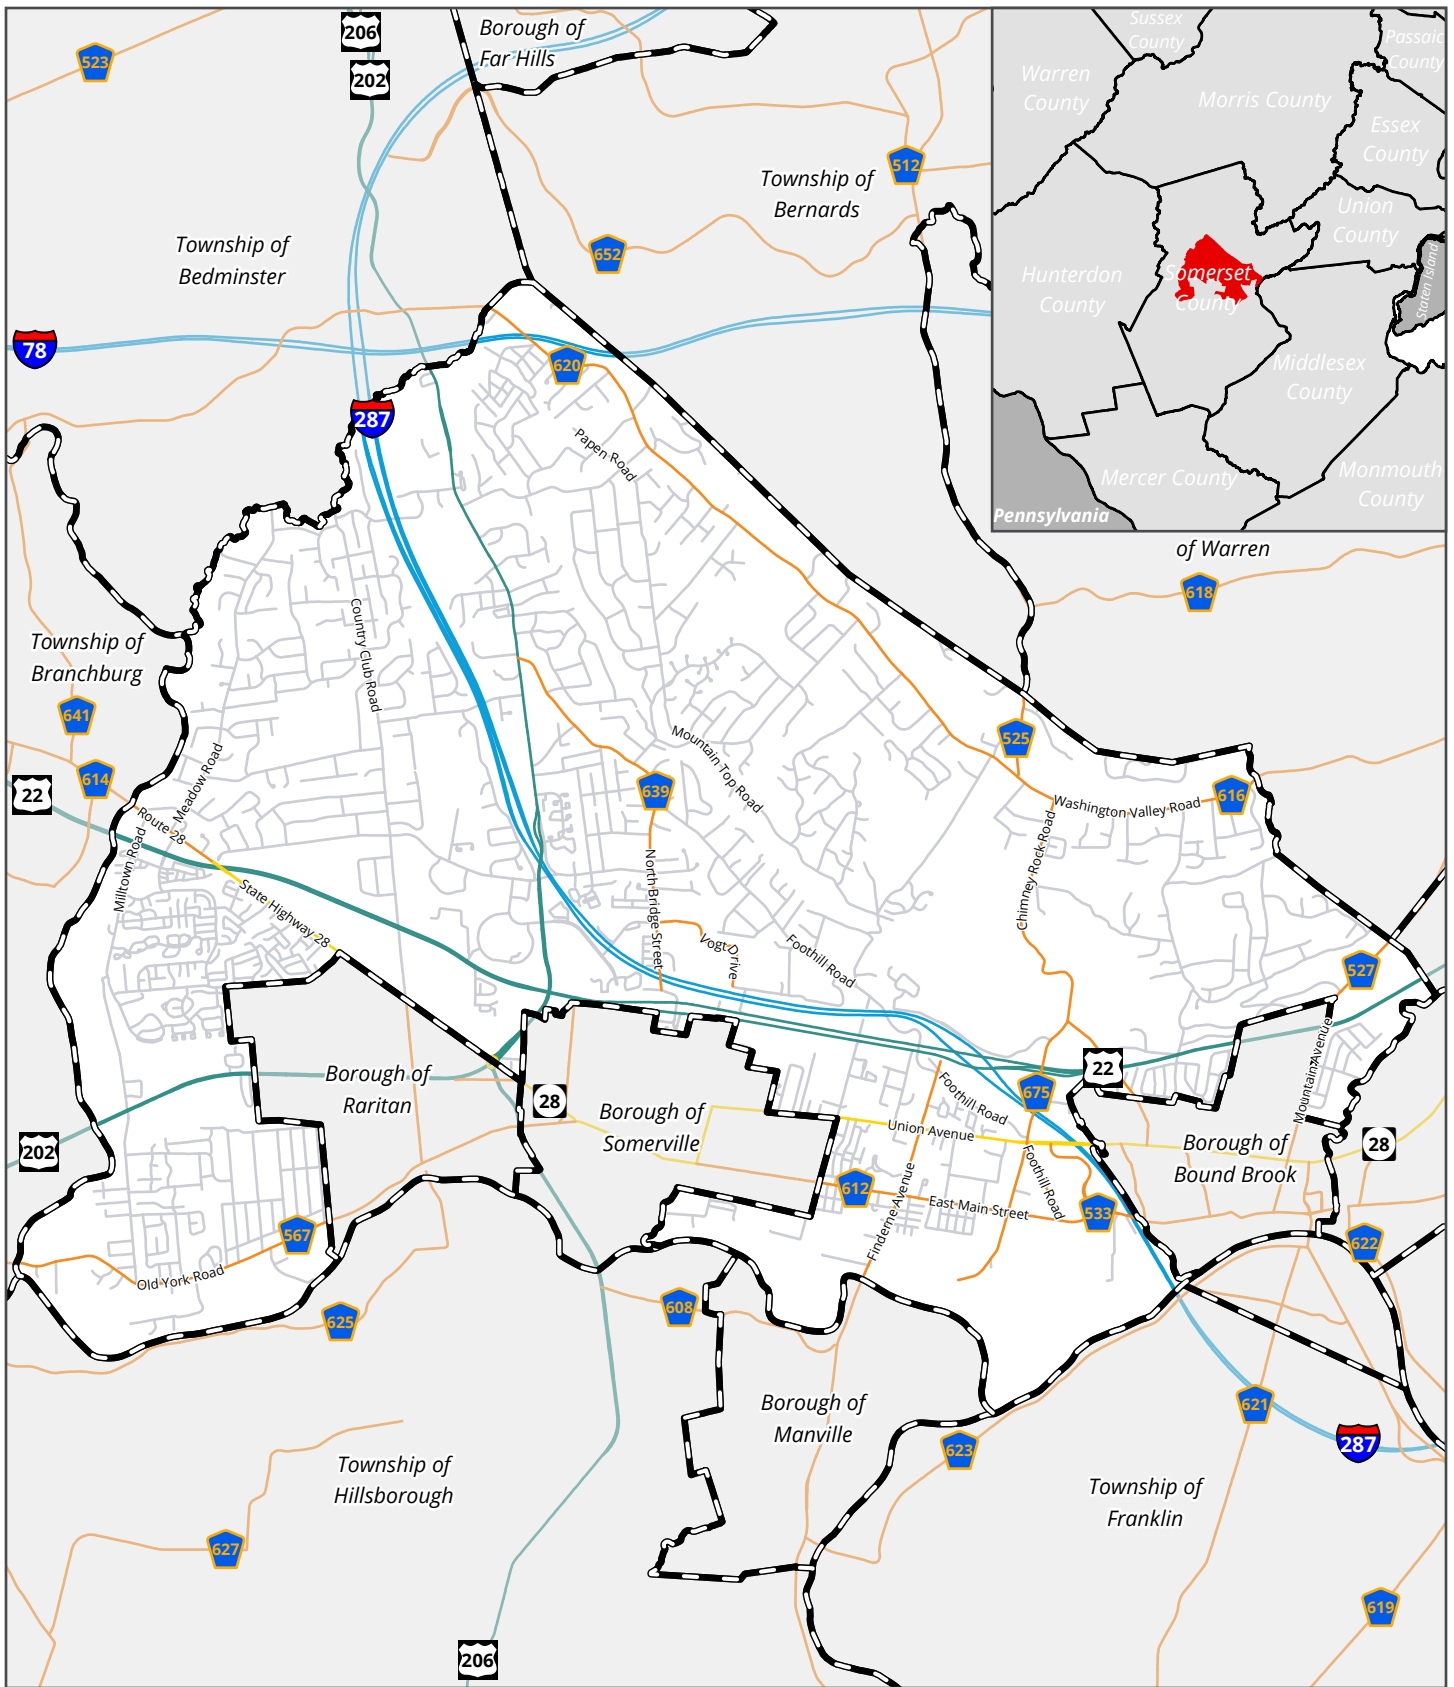 206
202
523
Borough of
Far Hills
512
Township of
Bernards
Township of
Bedminster
652
78
620
287
Papen Road
Sussex
County
Passaic
County
Warren
County
Morris County
Essex
County
Union
County
Hunterdon
County
Somerset
County
Staten Island
Middlesex
County
Mercer County
Monmouth
County
Pennsylvania
of Warren
618
Country Club Road
Township of
Branchburg
641
614
22
Meadow Road
Route 28
Milltown Road
State Highway 28
Mountain Top Road
639
525
616
Washington Valley Road
Chimney Rock Road
North Bridge Street
Vogt Drive
Foothill Road
527
Mountain Avenue
22
675
Borough of
Raritan
28
Borough of
Somerville
Foothill Road
Union Avenue
Foothill Road
Borough of
Bound Brook
28
202
612
Finderne Avenue
East Main Street
533
567
Old York Road
622
625
608
Borough of
Manville
621
287
623
Township of
Hillsborough
Township of
Franklin
627
619
206